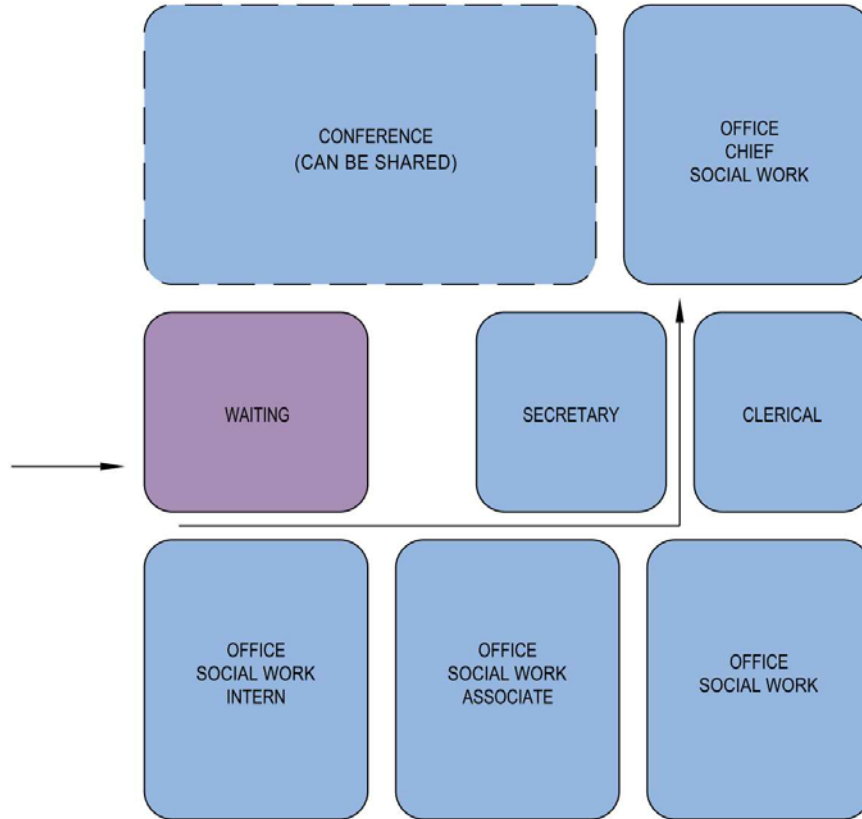 CONFERENCE
(CAN BE SHARED)
OFFICE
CHIEF
SOCIAL WORK
WAITING
SECRETARY
CLERICAL
OFFICE
SOCIAL WORK
INTERN
OFFICE
SOCIAL WORK
ASSOCIATE
OFFICE
SOCIAL WORK